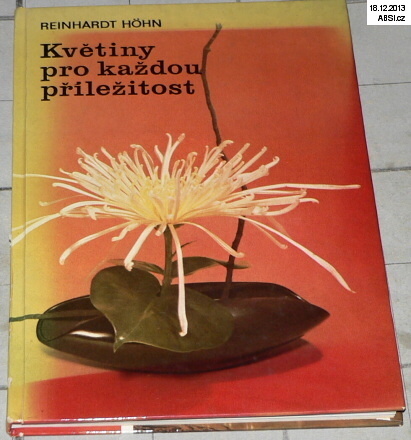 18.12.2013
ABSI.cz
REINHARDT HÖHN
Květiny
pro každou
příležitost